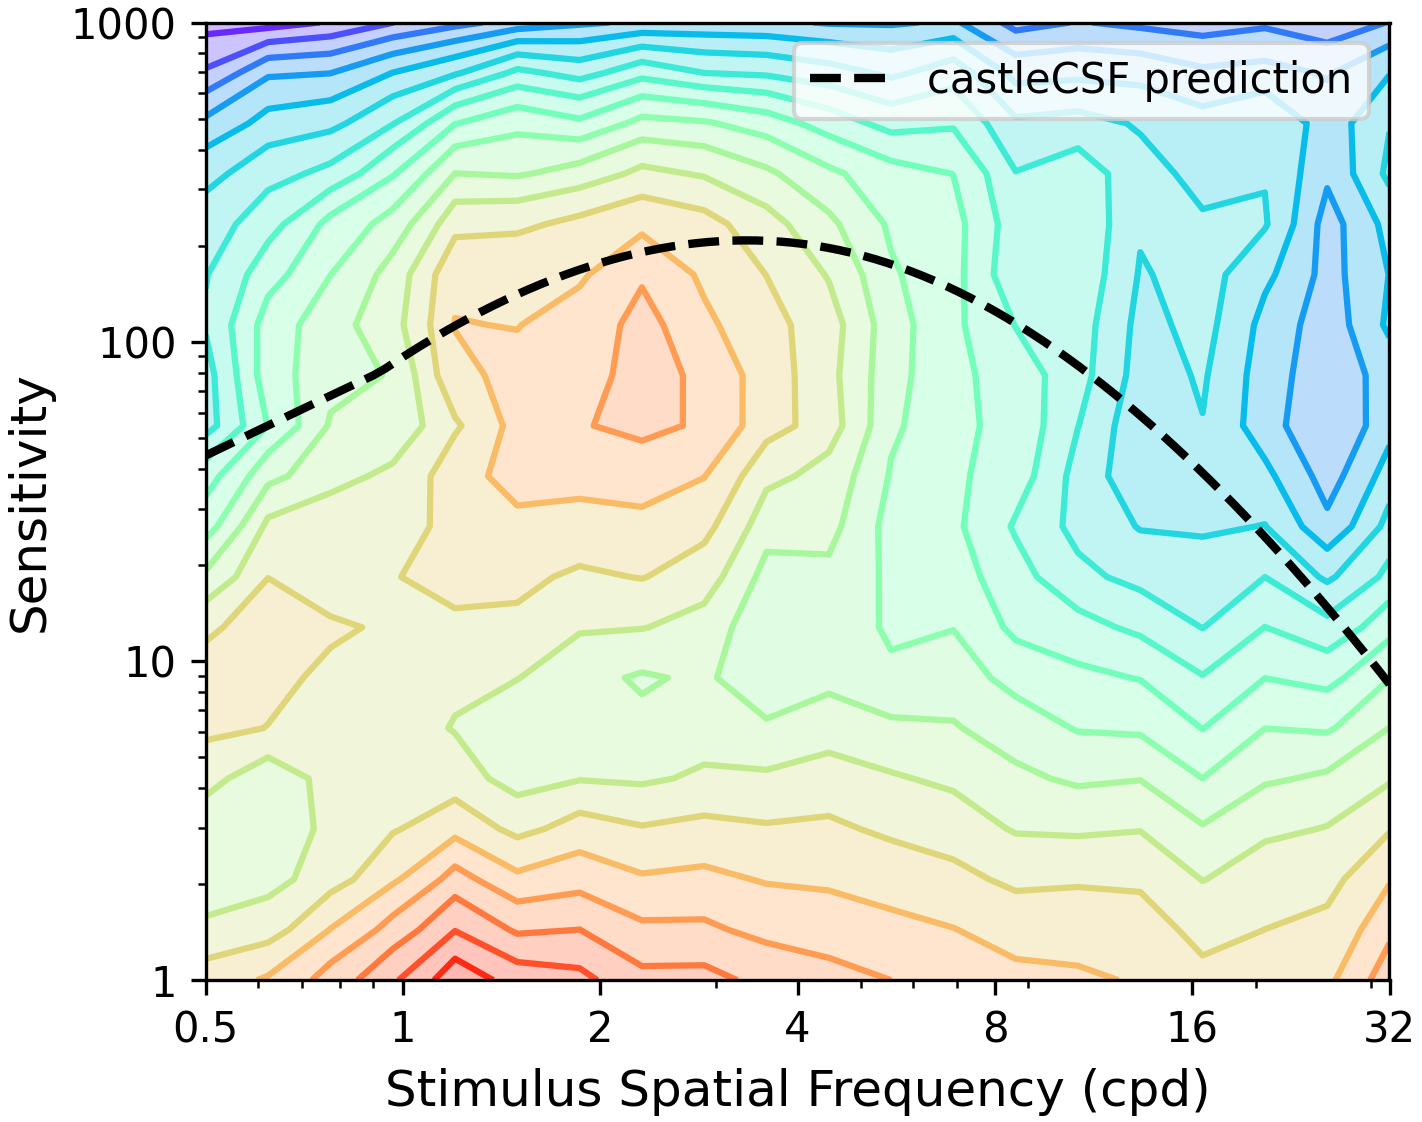 castleCSF prediction
Sensitivity
1000
100
10
1
0.5 1 2 4 8 16 32
Stimulus Spatial Frequency (cpd)